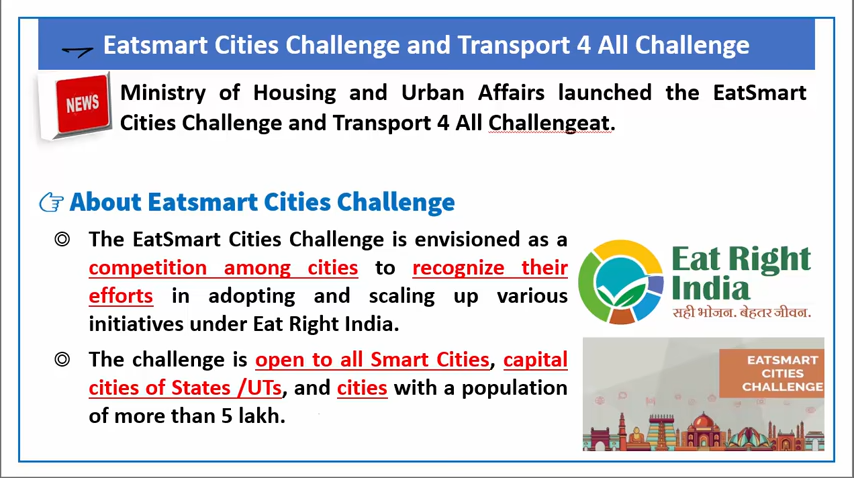 Eatsmart Cities Challenge and Transport 4 All Challenge
NEWS
Ministry of Housing and Urban Affairs launched the EatSmart
Cities Challenge and Transport 4 All Challengeat.
About Eatsmart Cities Challenge
The EatSmart Cities Challenge is envisioned as a
competition among cities to recognize their
efforts in adopting and scaling up various
initiatives under Eat Right India.
The challenge is open to all Smart Cities, capital
cities of States /UTs, and cities with a population
of more than 5 lakh.
Eat Right
India
सही भोजन. बेहतर जीवन.
EATSMART
CITIES
CHALLENGE